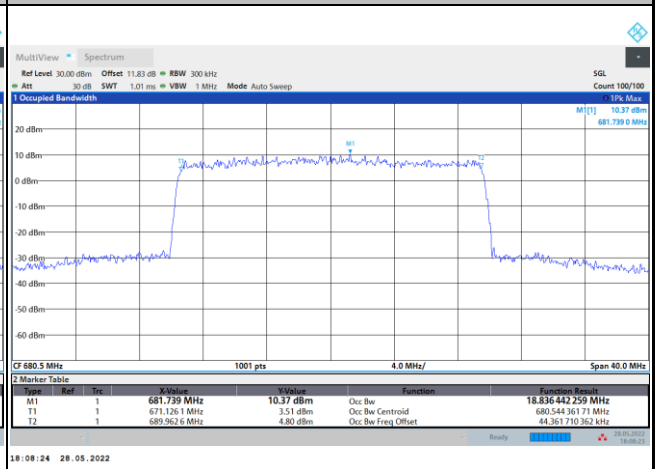 MultiView Spectrum
Ref Level 30.00 dBm Offset 11.83 dB RBW 300 kHz SGL
Att 30 dB SWT 1.01 ms VBW 1 MHz Mode Auto Sweep Count 100/100
1 Occupied Bandwidth 1Pk Max
M1[1] 10.37 dBm
681.739 0 MHz
20 dBm
M1
10 dBm
T1 T2
0 dBm
-10 dBm
-20 dBm
-30 dBm
-40 dBm
-50 dBm
-60 dBm
CF 680.5 MHz 1001 pts 4.0 MHz/ Span 40.0 MHz
2 Marker Table
Type Ref Trc X-Value Y-Value Function Function Result
M1 1 681.739 MHz 10.37 dBm Occ Bw 18.836 442 259 MHz
T1 1 671.126 1 MHz 3.51 dBm Occ Bw Centroid 680.544 361 71 MHz
T2 1 689.962 6 MHz 4.80 dBm Occ Bw Freq Offset 44.361 710 362 kHz
Ready 28.05.2022
18:08:23
18:08:24 28.05.2022